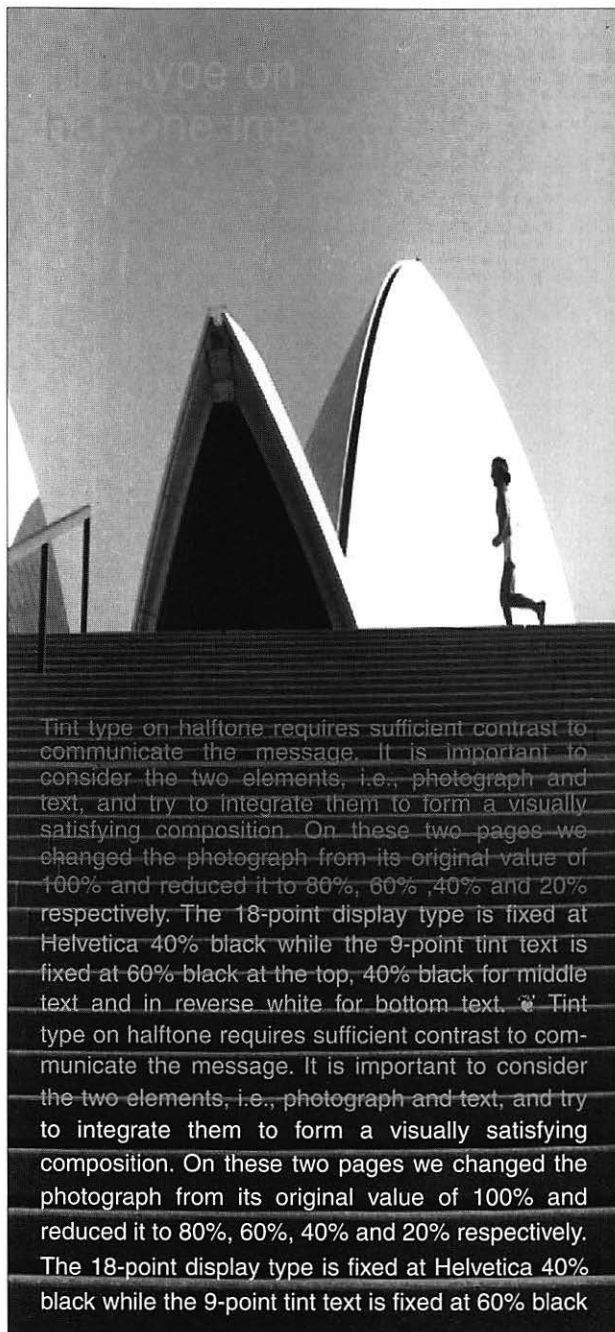 type on
Tint type on halftone requires sufficient contrast to
communicate the message. It is important to
consider the two elements, i.e., photograph and
text, and try to integrate them to form a visually
satisfying composition. On these two pages we
changed the photograph from its original value of
100% and reduced it to 80%, 60% ,40% and 20%
respectively. The 18-point display type is fixed at
Helvetica 40% black while the 9-point tint text is
fixed at 60% black at the top, 40% black for middle
text and in reverse white for bottom text. ❦ Tint
type on halftone requires sufficient contrast to com-
municate the message. It is important to consider
the two elements, i.e., photograph and text, and try
to integrate them to form a visually satisfying
composition. On these two pages we changed the
photograph from its original value of 100% and
reduced it to 80%, 60%, 40% and 20% respectively.
The 18-point display type is fixed at Helvetica 40%
black while the 9-point tint text is fixed at 60% black